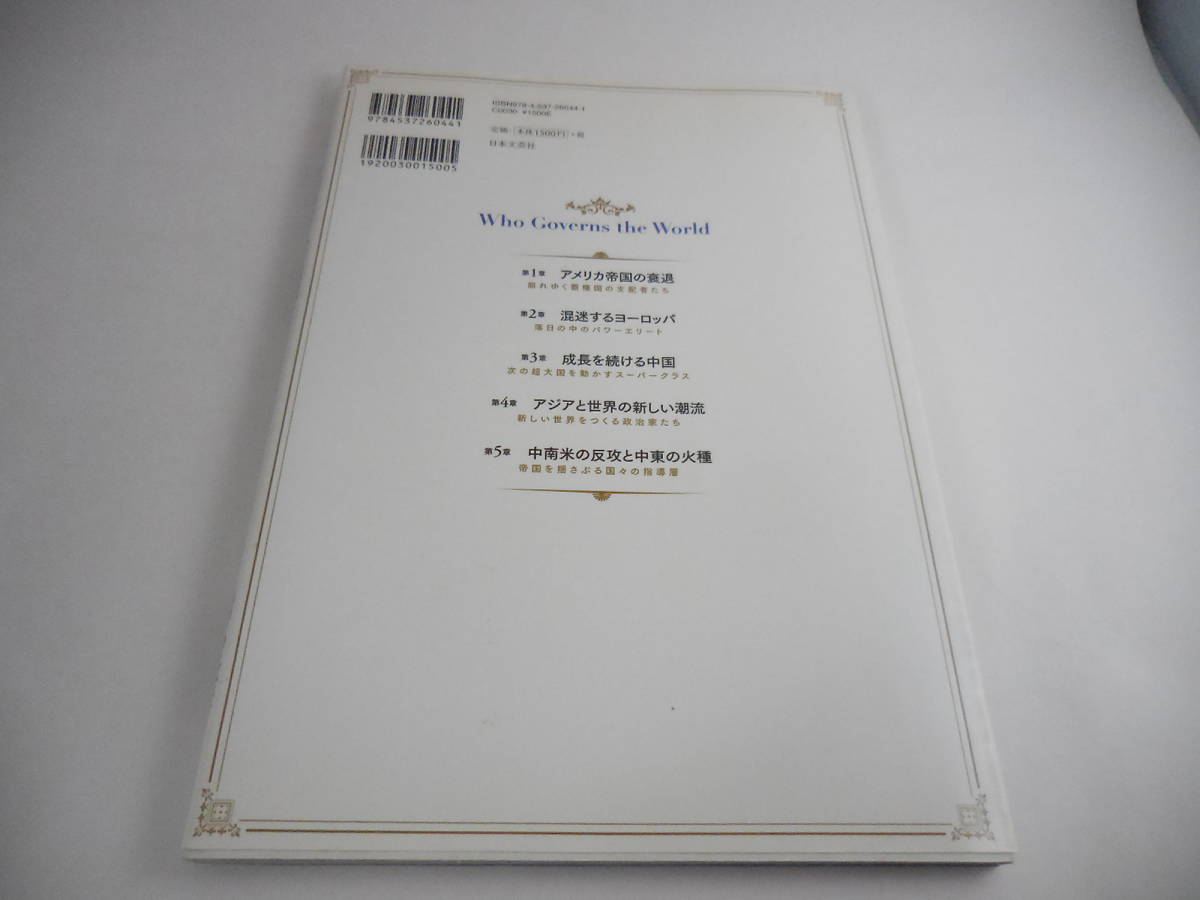 9784537260441
1920030015005
ISBN978-4-537-26044-1
C0030 ¥1500E
定価:[本体1500円]+税
日本文芸社
Who Governs the World
第1章 アメリカ帝国の衰退
崩れゆく覇権国の支配者たち
第2章 混迷するヨーロッパ
落日の中のパワーエリート
第3章 成長を続ける中国
次の超大国を動かすスーパークラス
第4章 アジアと世界の新しい潮流
新しい世界をつくる政治家たち
第5章 中南米の反攻と中東の火種
帝国を揺さぶる国々の指導層